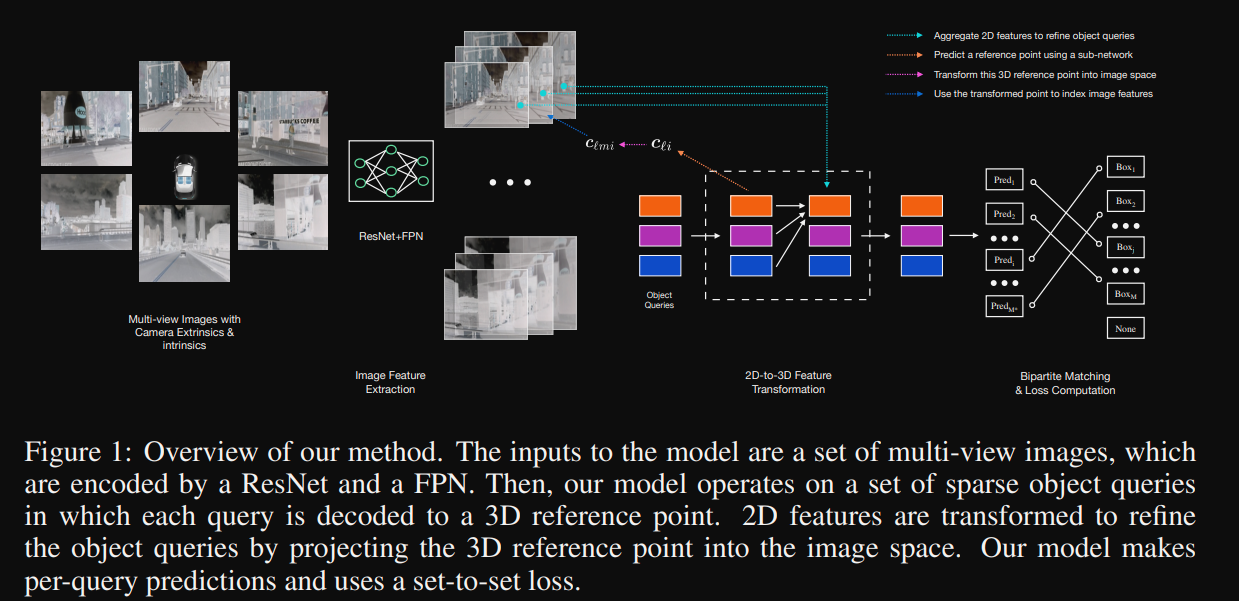 Aggregate 2D features to refine object queries
Predict a reference point using a sub-network
Transform this 3D reference point into image space
Use the transformed point to index image features
STARBUCKS COFFEE
cℓmi
cℓi
ResNet+FPN
Object
Queries
Pred1
Pred2
Predi
PredM*
Box1
Box2
Boxj
BoxM
None
Multi-view Images with
Camera Extrinsics &
intrinsics
Image Feature
Extraction
2D-to-3D Feature
Transformation
Bipartite Matching
& Loss Computation
Figure 1: Overview of our method. The inputs to the model are a set of multi-view images, which
are encoded by a ResNet and a FPN. Then, our model operates on a set of sparse object queries
in which each query is decoded to a 3D reference point. 2D features are transformed to refine
the object queries by projecting the 3D reference point into the image space. Our model makes
per-query predictions and uses a set-to-set loss.